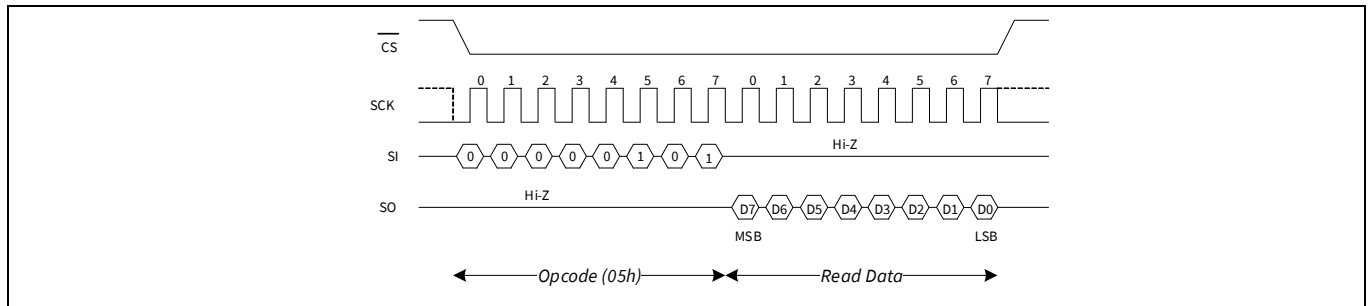 CS
0 1 2 3 4 5 6 7 0 1 2 3 4 5 6 7
SCK
Hi-Z
SI 0 0 0 0 0 1 0 1
Hi-Z
SO D7 D6 D5 D4 D3 D2 D1 D0
MSB LSB
Opcode (05h) Read Data